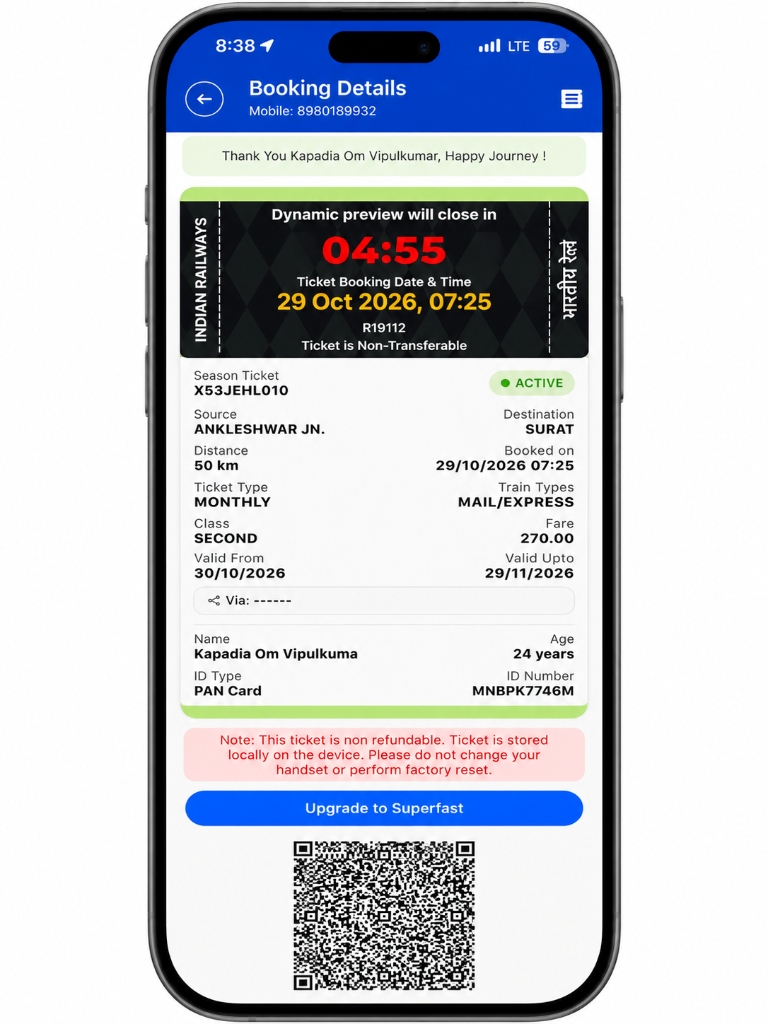 8:38
LTE 59
Booking Details
Mobile: 8980189932
Thank You Kapadia Om Vipulkumar, Happy Journey !
INDIAN RAILWAYS
Dynamic preview will close in
04:55
Ticket Booking Date & Time
29 Oct 2026, 07:25
R19112
Ticket is Non-Transferable
भारतीय रेल
Season Ticket
X53JEHL010
ACTIVE
Source
ANKLESHWAR JN.
Destination
SURAT
Distance
50 km
Booked on
29/10/2026 07:25
Ticket Type
MONTHLY
Train Types
MAIL/EXPRESS
Class
SECOND
Fare
270.00
Valid From
30/10/2026
Valid Upto
29/11/2026
Via: ------
Name
Kapadia Om Vipulkuma
Age
24 years
ID Type
PAN Card
ID Number
MNBPK7746M
Note: This ticket is non refundable. Ticket is stored
locally on the device. Please do not change your
handset or perform factory reset.
Upgrade to Superfast